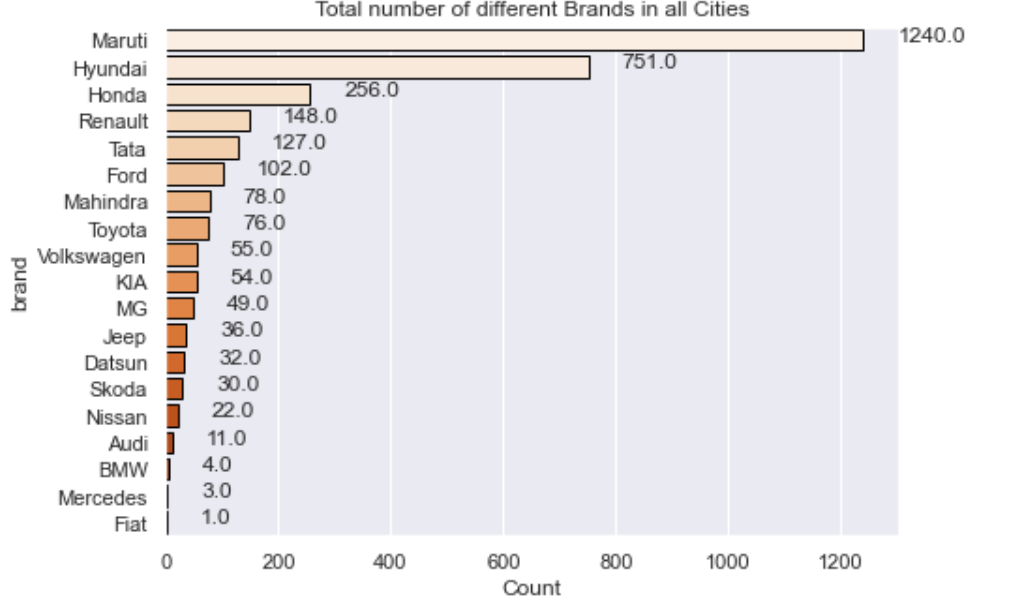 Total number of different Brands in all Cities
Maruti 1240.0
Hyundai 751.0
Honda 256.0
Renault 148.0
Tata 127.0
Ford 102.0
Mahindra 78.0
Toyota 76.0
Volkswagen 55.0
KIA 54.0
MG 49.0
Jeep 36.0
Datsun 32.0
Skoda 30.0
Nissan 22.0
Audi 11.0
BMW 4.0
Mercedes 3.0
Fiat 1.0
brand
0 200 400 600 800 1000 1200
Count